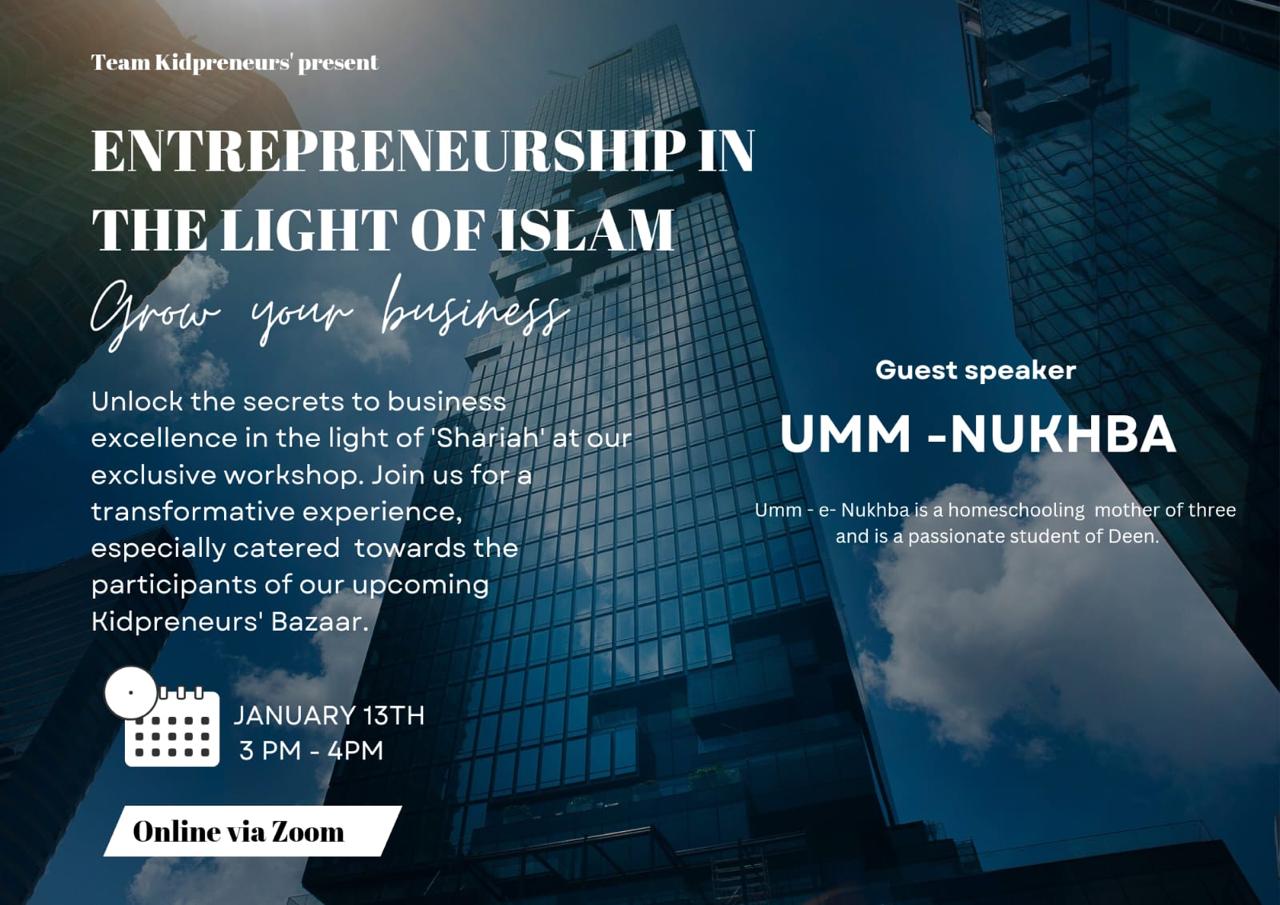 Team Kidpreneurs' present
ENTREPRENEURSHIP IN
THE LIGHT OF ISLAM
Grow your business
Unlock the secrets to business
excellence in the light of 'Shariah' at our
exclusive workshop. Join us for a
transformative experience,
especially catered towards the
participants of our upcoming
Kidpreneurs' Bazaar.
JANUARY 13TH
3 PM - 4PM
Online via Zoom
Guest speaker
UMM -NUKHBA
Umm - e- Nukhba is a homeschooling mother of three
and is a passionate student of Deen.